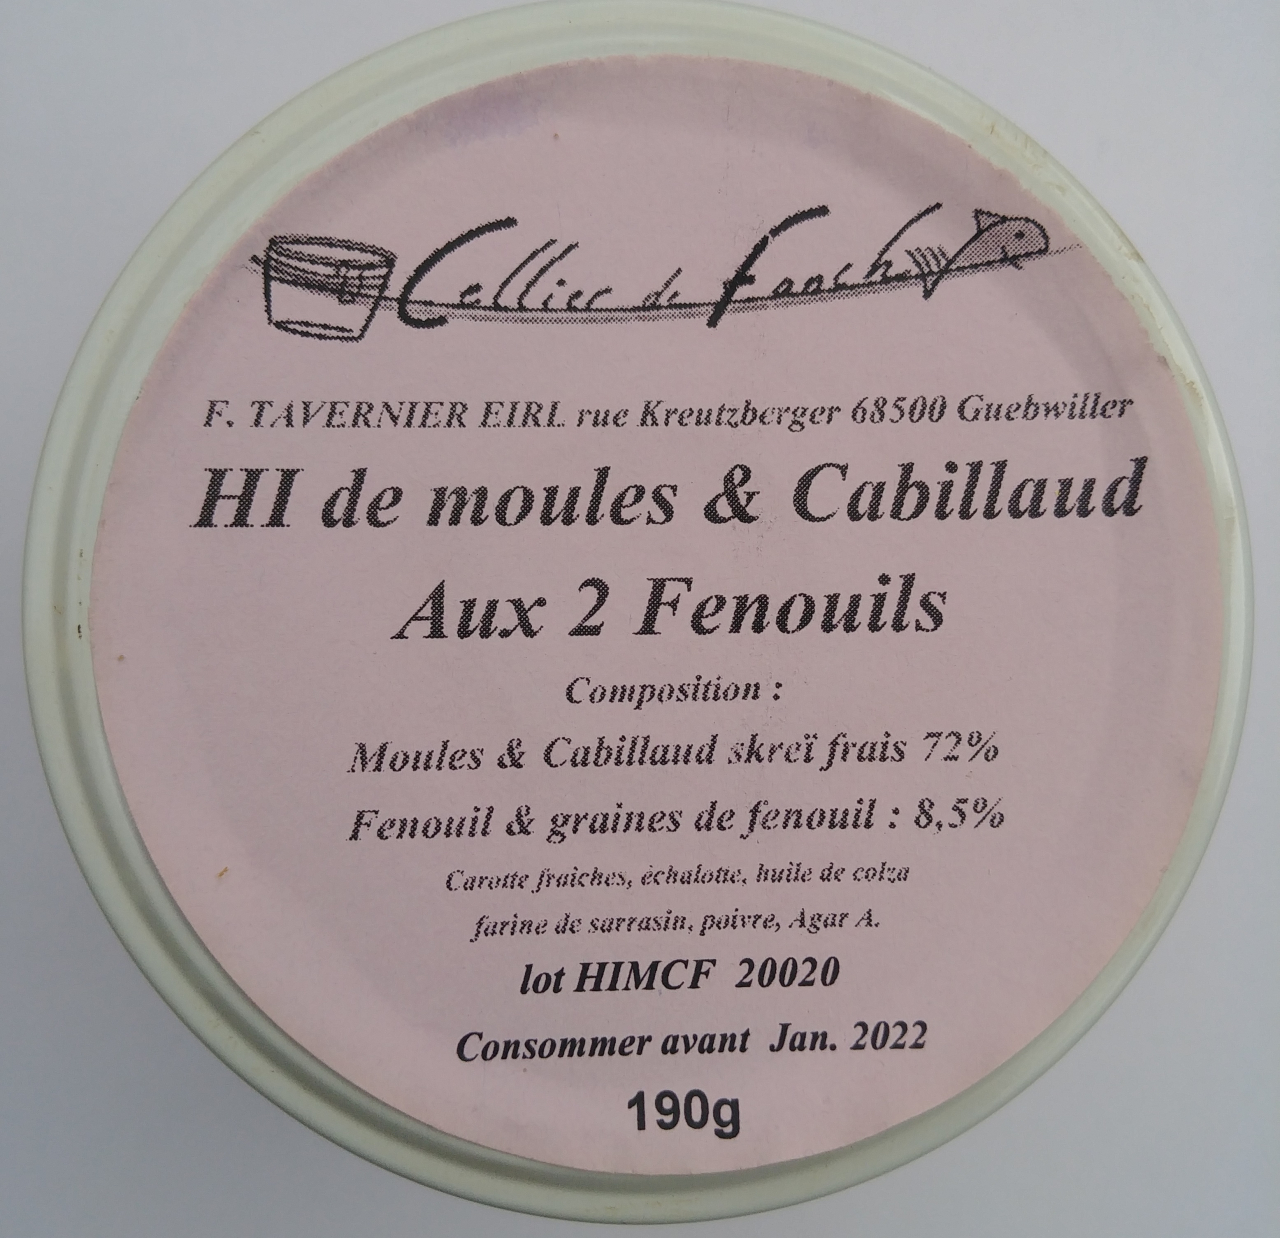 Cellier de Fanch
F. TAVERNIER EIRL rue Kreutzberger 68500 Guebwiller
HI de moules & Cabillaud
Aux 2 Fenouils
Composition :
Moules & Cabillaud skreï frais 72%
Fenouil & graines de fenouil : 8,5%
Carotte fraîches, échalotte, huile de colza
farine de sarrasin, poivre, Agar A.
lot HIMCF 20020
Consommer avant Jan. 2022
190g